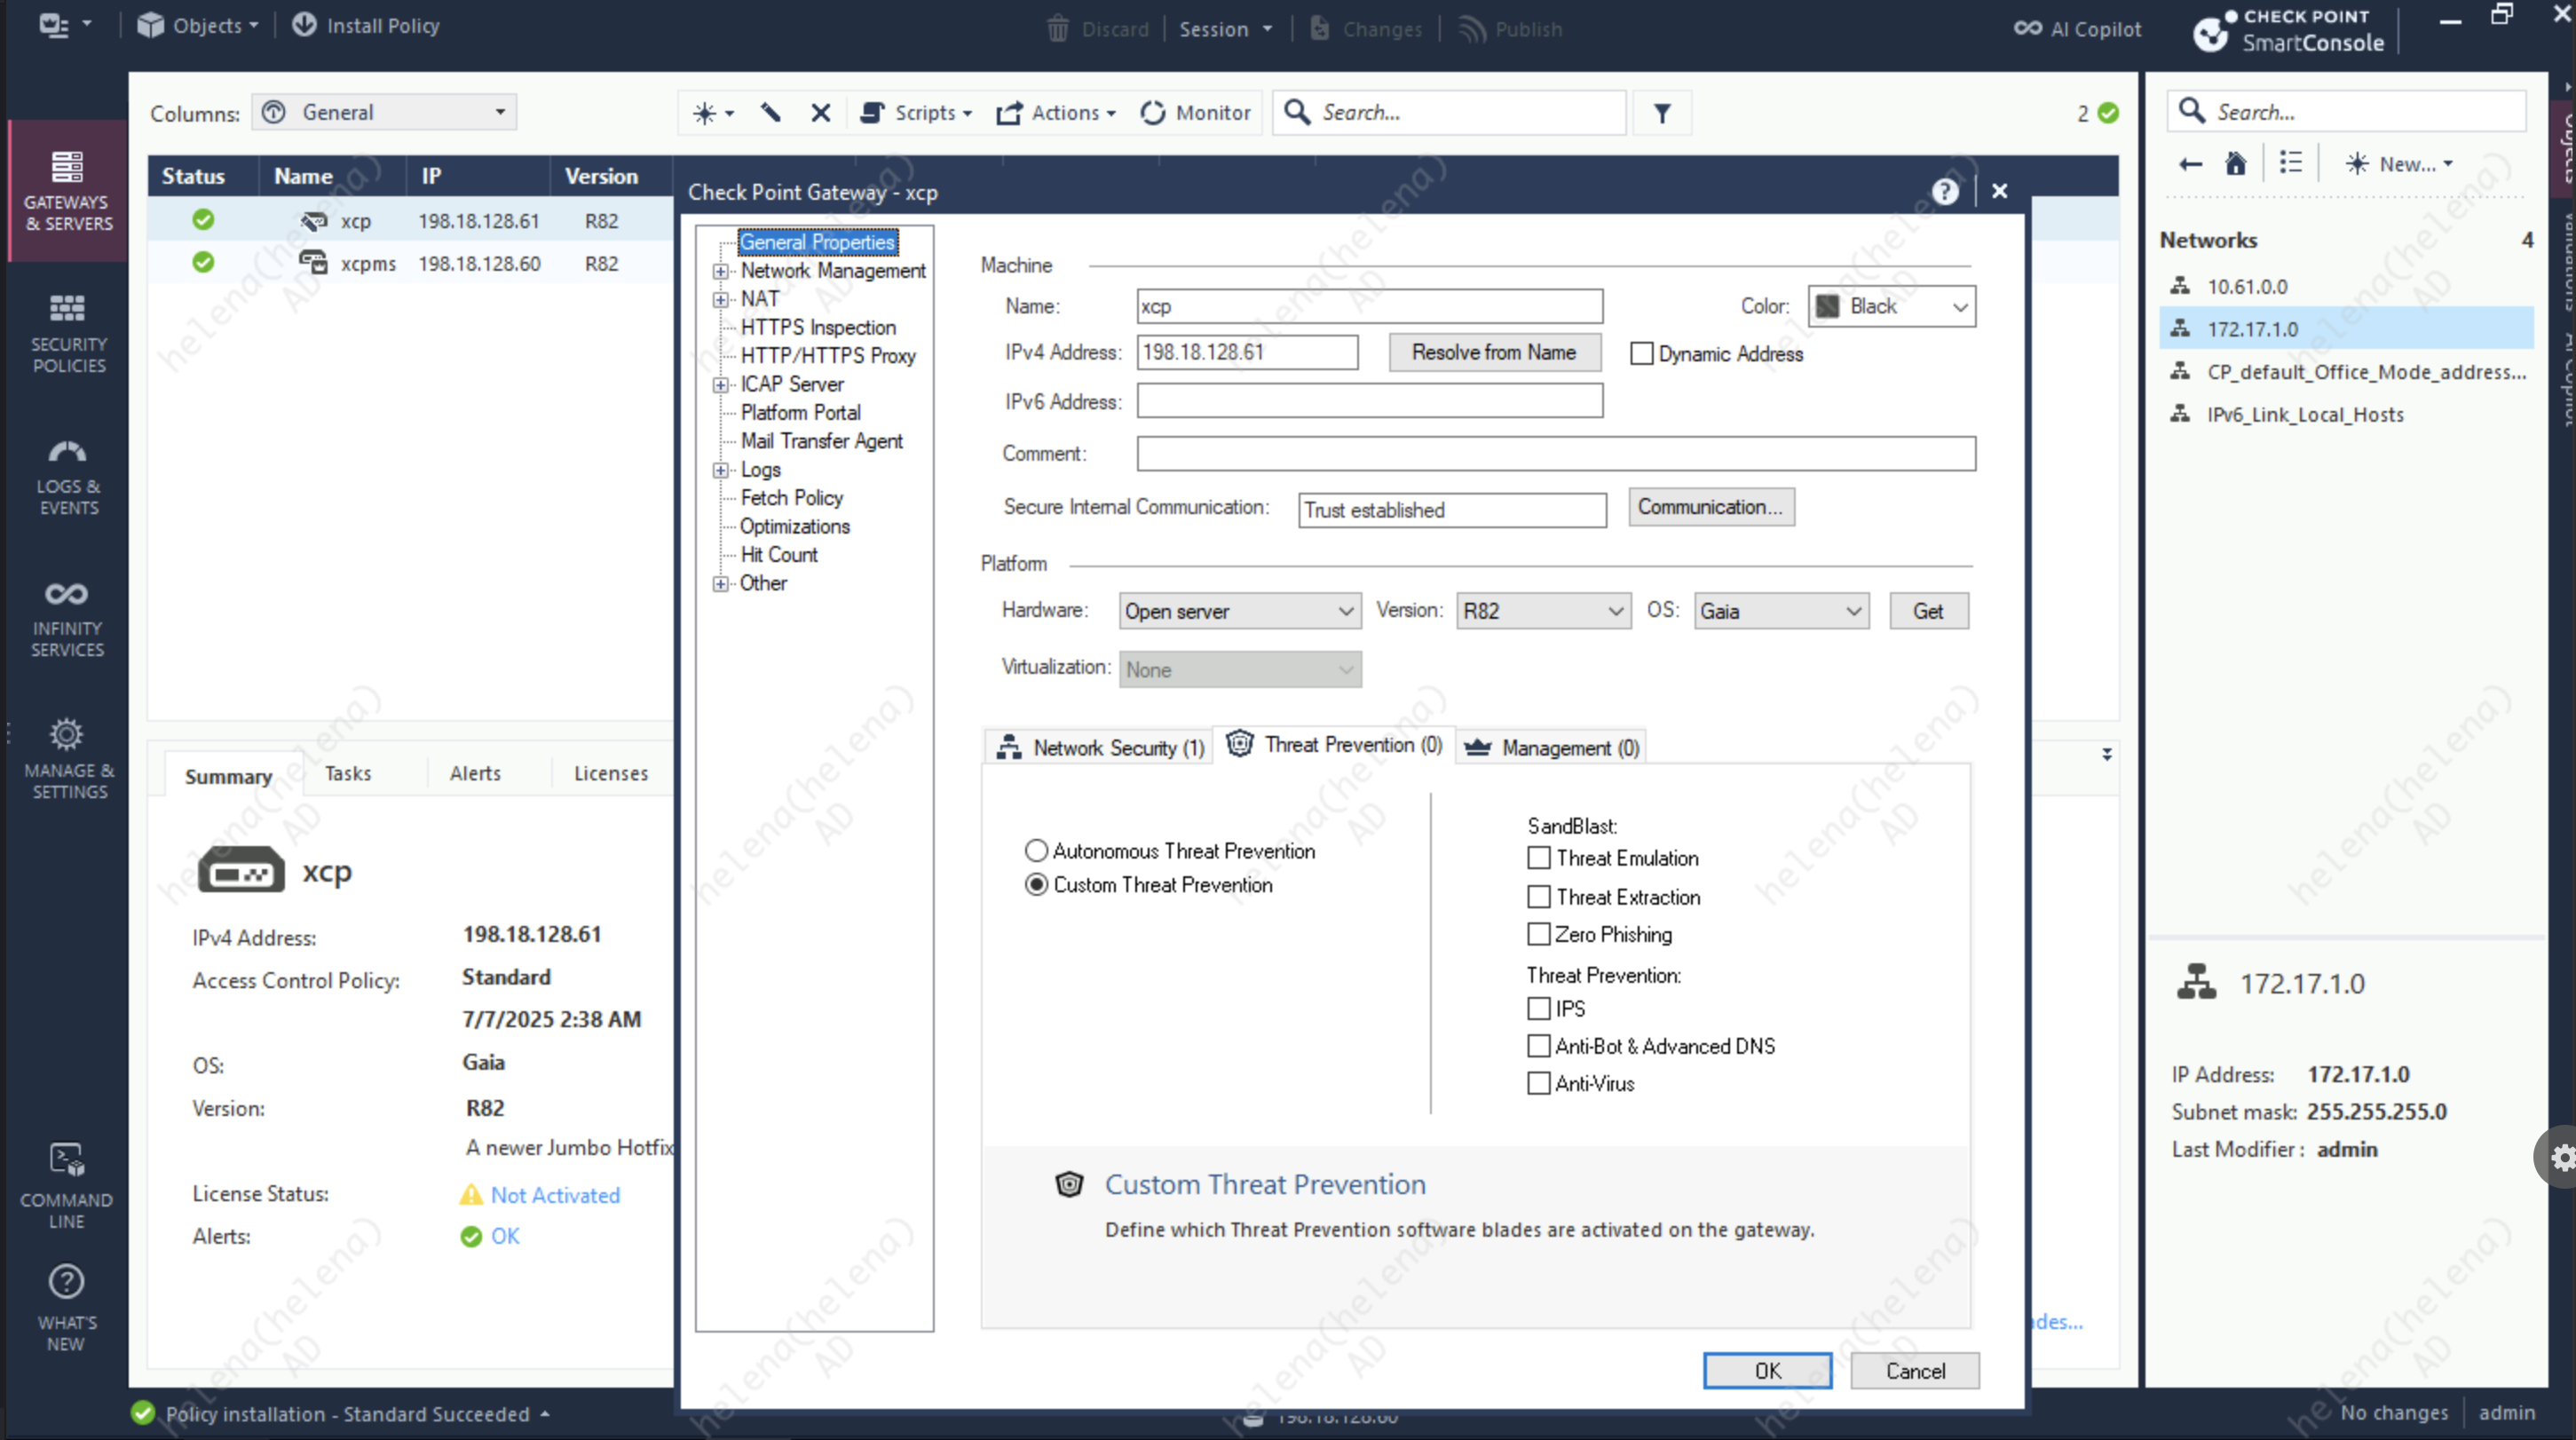 Objects
Install Policy
Discard
Session
Changes
Publish
AI Copilot
CHECK POINT
SmartConsole
Columns:
General
Scripts
Actions
Monitor
Search...
2
Search...
New...
GATEWAYS
& SERVERS
SECURITY
POLICIES
LOGS &
EVENTS
INFINITY
SERVICES
MANAGE &
SETTINGS
COMMAND
LINE
WHAT'S
NEW
Status Name IP Version
xcp 198.18.128.61 R82
xcpms 198.18.128.60 R82
Summary Tasks Alerts Licenses
xcp
IPv4 Address: 198.18.128.61
Access Control Policy: Standard
7/7/2025 2:38 AM
OS: Gaia
Version: R82
A newer Jumbo Hotfix
License Status: Not Activated
Alerts: OK
Check Point Gateway - xcp
General Properties
Network Management
NAT
HTTPS Inspection
HTTP/HTTPS Proxy
ICAP Server
Platform Portal
Mail Transfer Agent
Logs
Fetch Policy
Optimizations
Hit Count
Other
Machine
Name: xcp Color: Black
IPv4 Address: 198.18.128.61 Resolve from Name Dynamic Address
IPv6 Address:
Comment:
Secure Internal Communication: Trust established Communication...
Platform
Hardware: Open server Version: R82 OS: Gaia Get
Virtualization: None
Network Security (1) Threat Prevention (0) Management (0)
Autonomous Threat Prevention
Custom Threat Prevention
SandBlast:
Threat Emulation
Threat Extraction
Zero Phishing
Threat Prevention:
IPS
Anti-Bot & Advanced DNS
Anti-Virus
Custom Threat Prevention
Define which Threat Prevention software blades are activated on the gateway.
OK Cancel
ades...
Networks 4
10.61.0.0
172.17.1.0
CP_default_Office_Mode_address...
IPv6_Link_Local_Hosts
172.17.1.0
IP Address: 172.17.1.0
Subnet mask: 255.255.255.0
Last Modifier : admin
Objects
AI Copilot
Policy installation - Standard Succeeded
198.18.128.60
No changes
admin
helena(helena)
AD